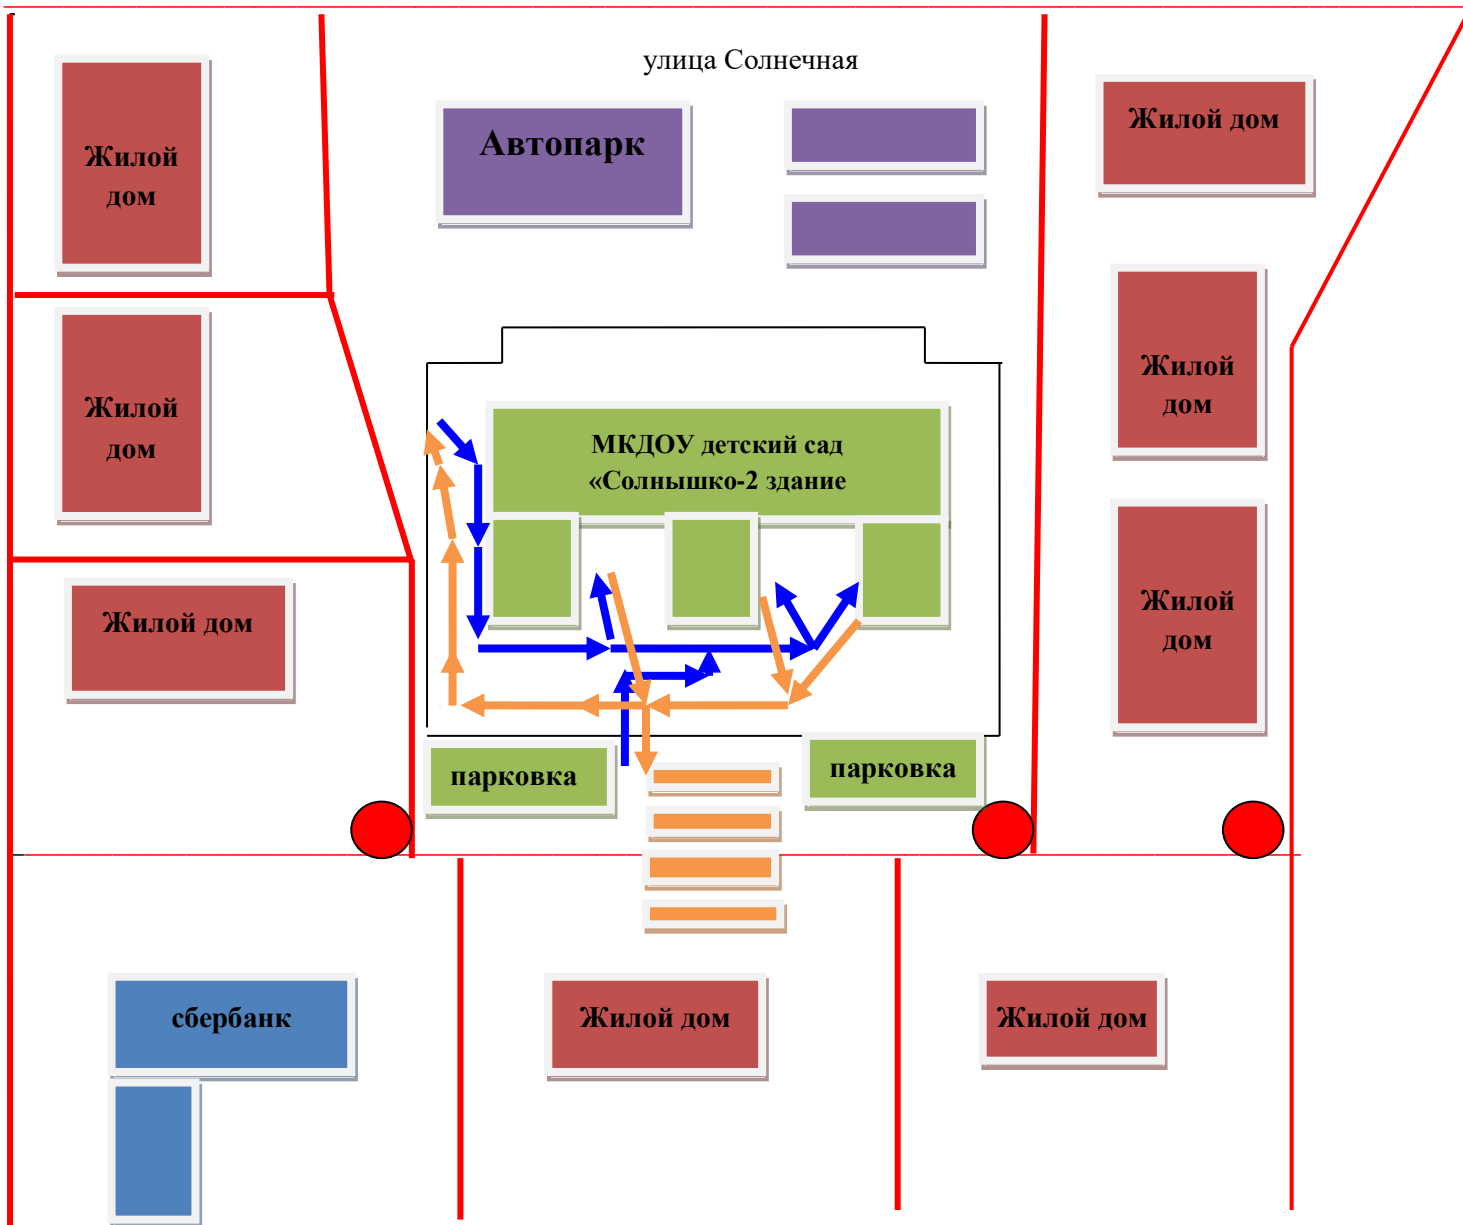 улица Солнечная
Автопарк
Жилой
дом
Жилой дом
Жилой
дом
Жилой
дом
МКДОУ детский сад
«Солнышко-2 здание
Жилой
дом
Жилой дом
Жилой
дом
парковка
парковка
сбербанк
Жилой дом
Жилой дом